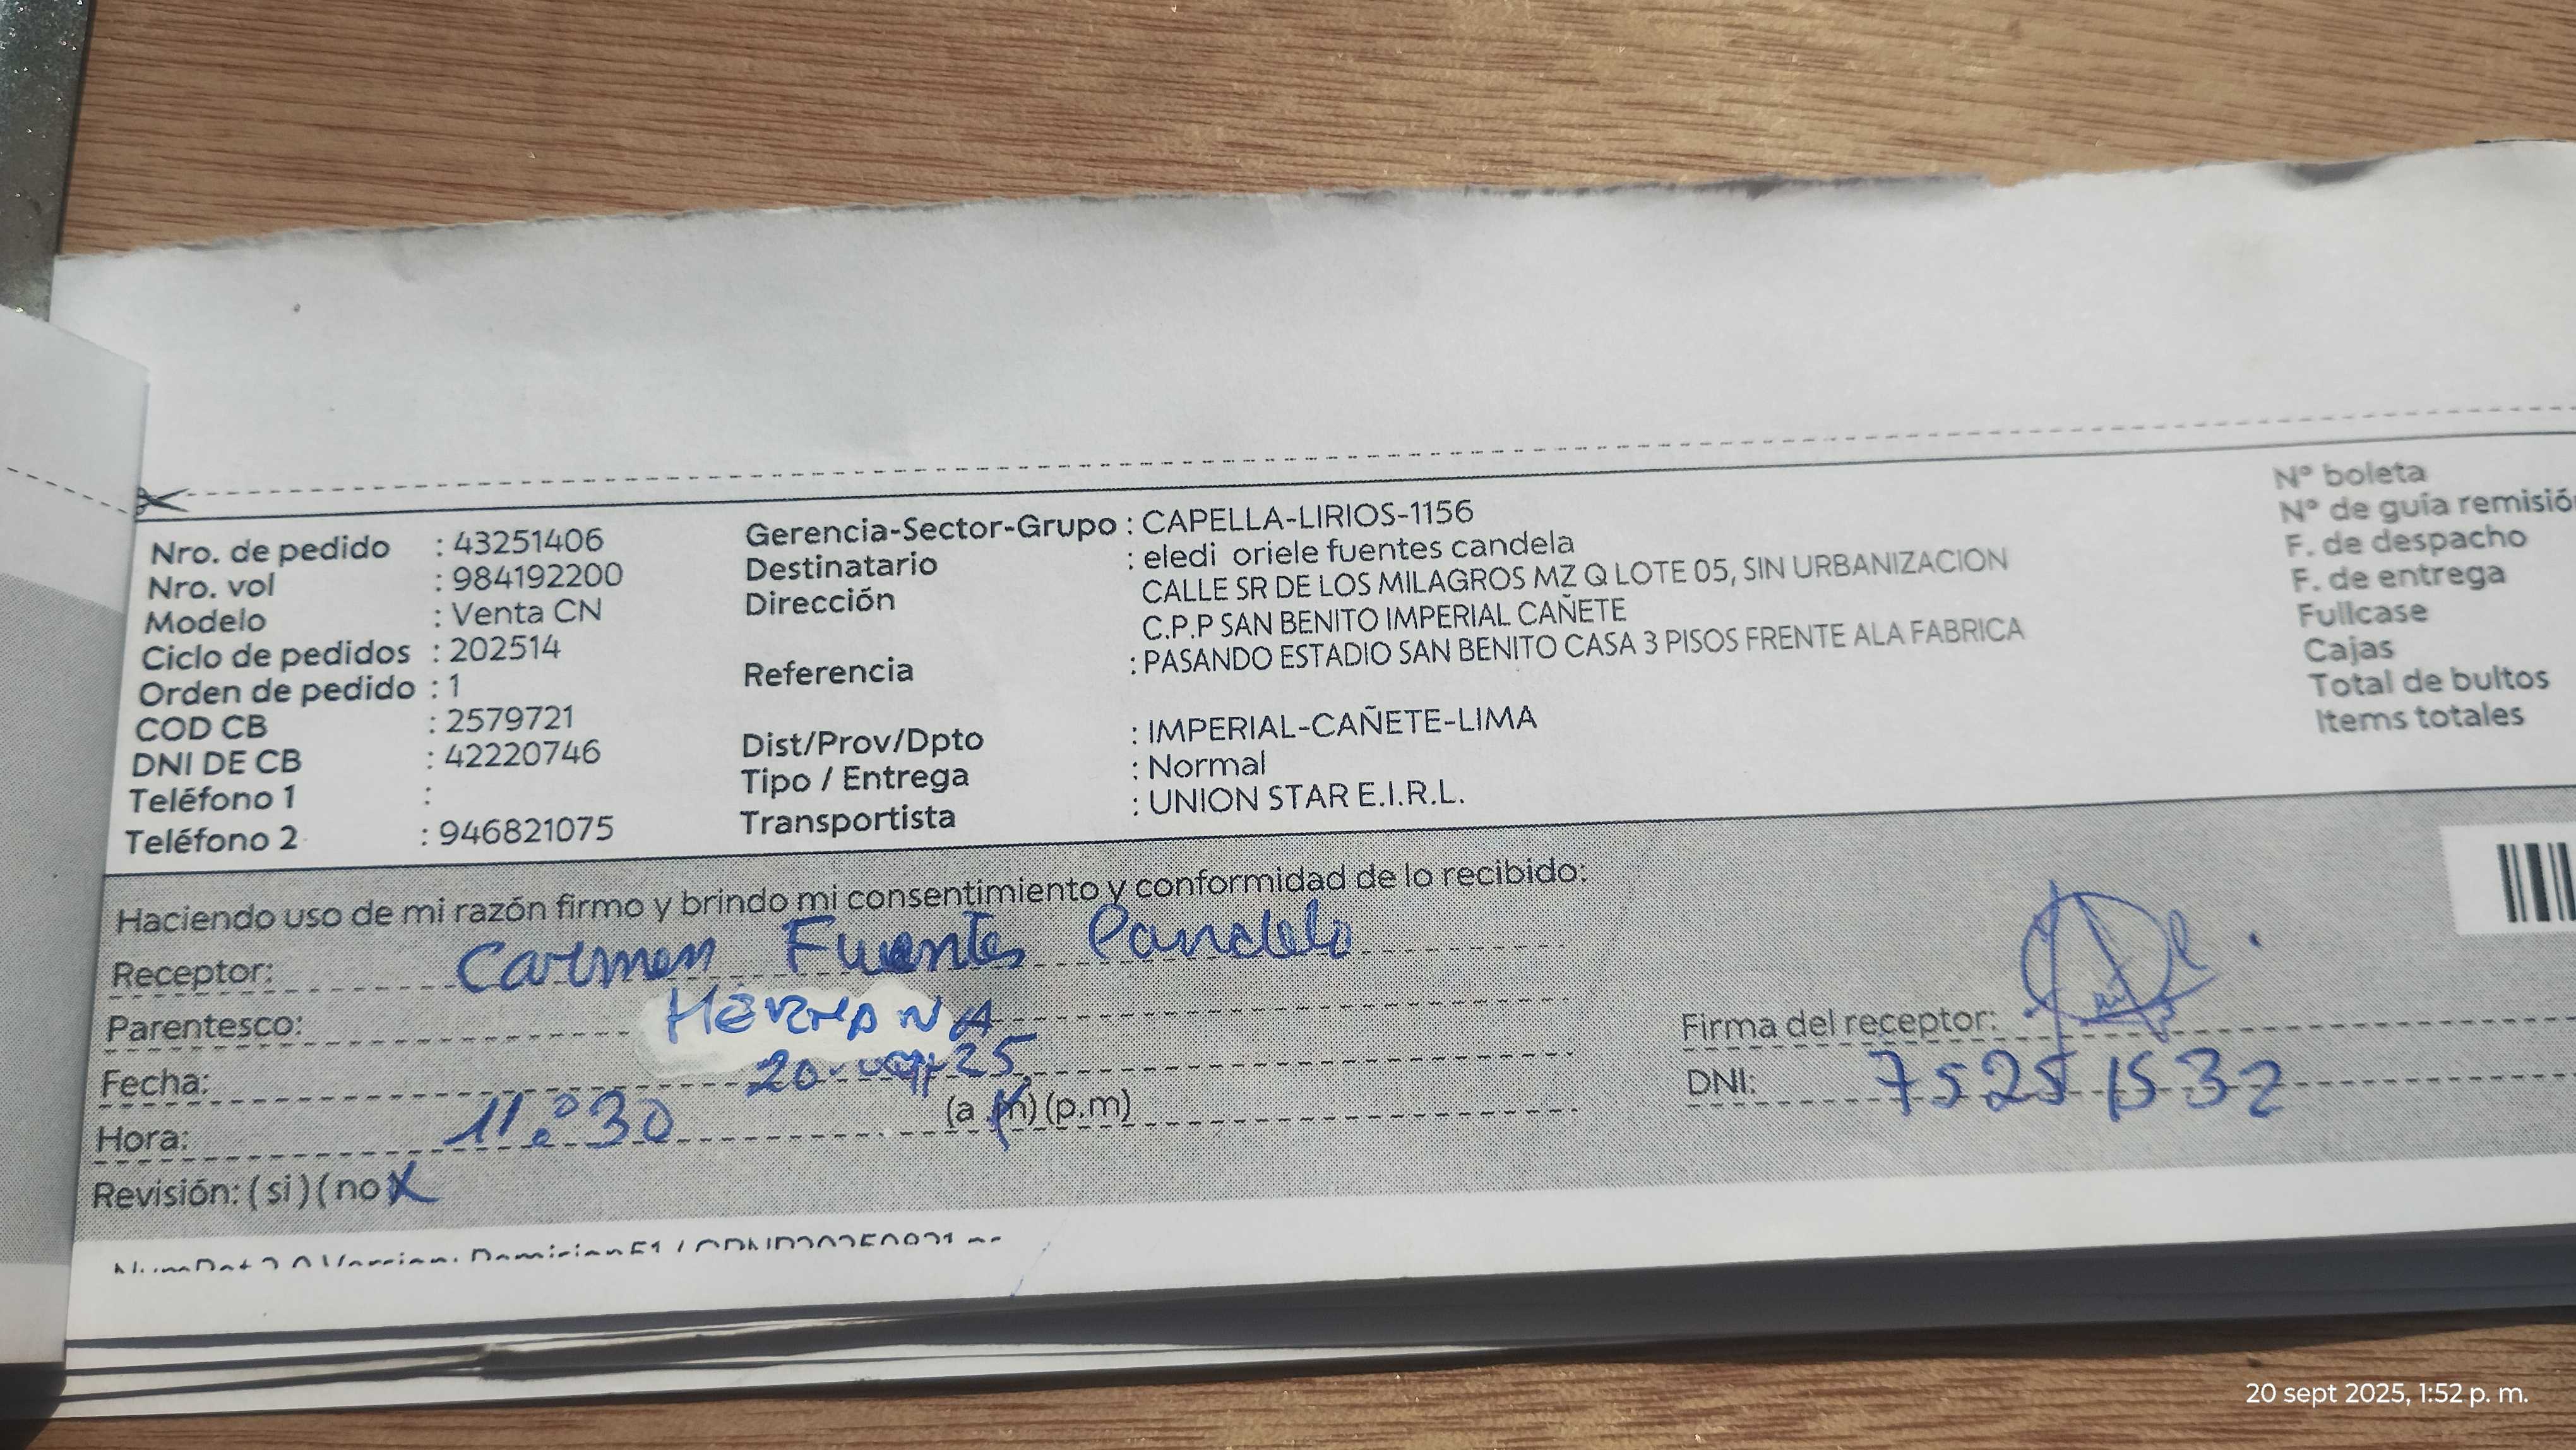 Nro. de pedido : 43251406
Nro. vol : 984192200
Modelo : Venta CN
Ciclo de pedidos : 202514
Orden de pedido : 1
COD CB : 2579721
DNI DE CB : 42220746
Teléfono 1 :
Teléfono 2 : 946821075
Gerencia-Sector-Grupo : CAPELLA-LIRIOS-1156
Destinatario : eledi oriele fuentes candela
Dirección CALLE SR DE LOS MILAGROS MZ Q LOTE 05, SIN URBANIZACION
C.P.P SAN BENITO IMPERIAL CAÑETE
Referencia : PASANDO ESTADIO SAN BENITO CASA 3 PISOS FRENTE ALA FABRICA
Dist/Prov/Dpto : IMPERIAL-CAÑETE-LIMA
Tipo / Entrega : Normal
Transportista : UNION STAR E.I.R.L.
N° boleta
N° de guía remisió
F. de despacho
F. de entrega
Fullcase
Cajas
Total de bultos
Items totales
Haciendo uso de mi razón firmo y brindo mi consentimiento y conformidad de lo recibido:
Receptor: Carmen Fuentes Candela
Parentesco: HERMANA
Fecha: 20 25
Hora: 11:30 (a.m) (p.m)
Revisión: (si) (no X
Firma del receptor:
DNI: 75251532
20 sept 2025, 1:52 p. m.